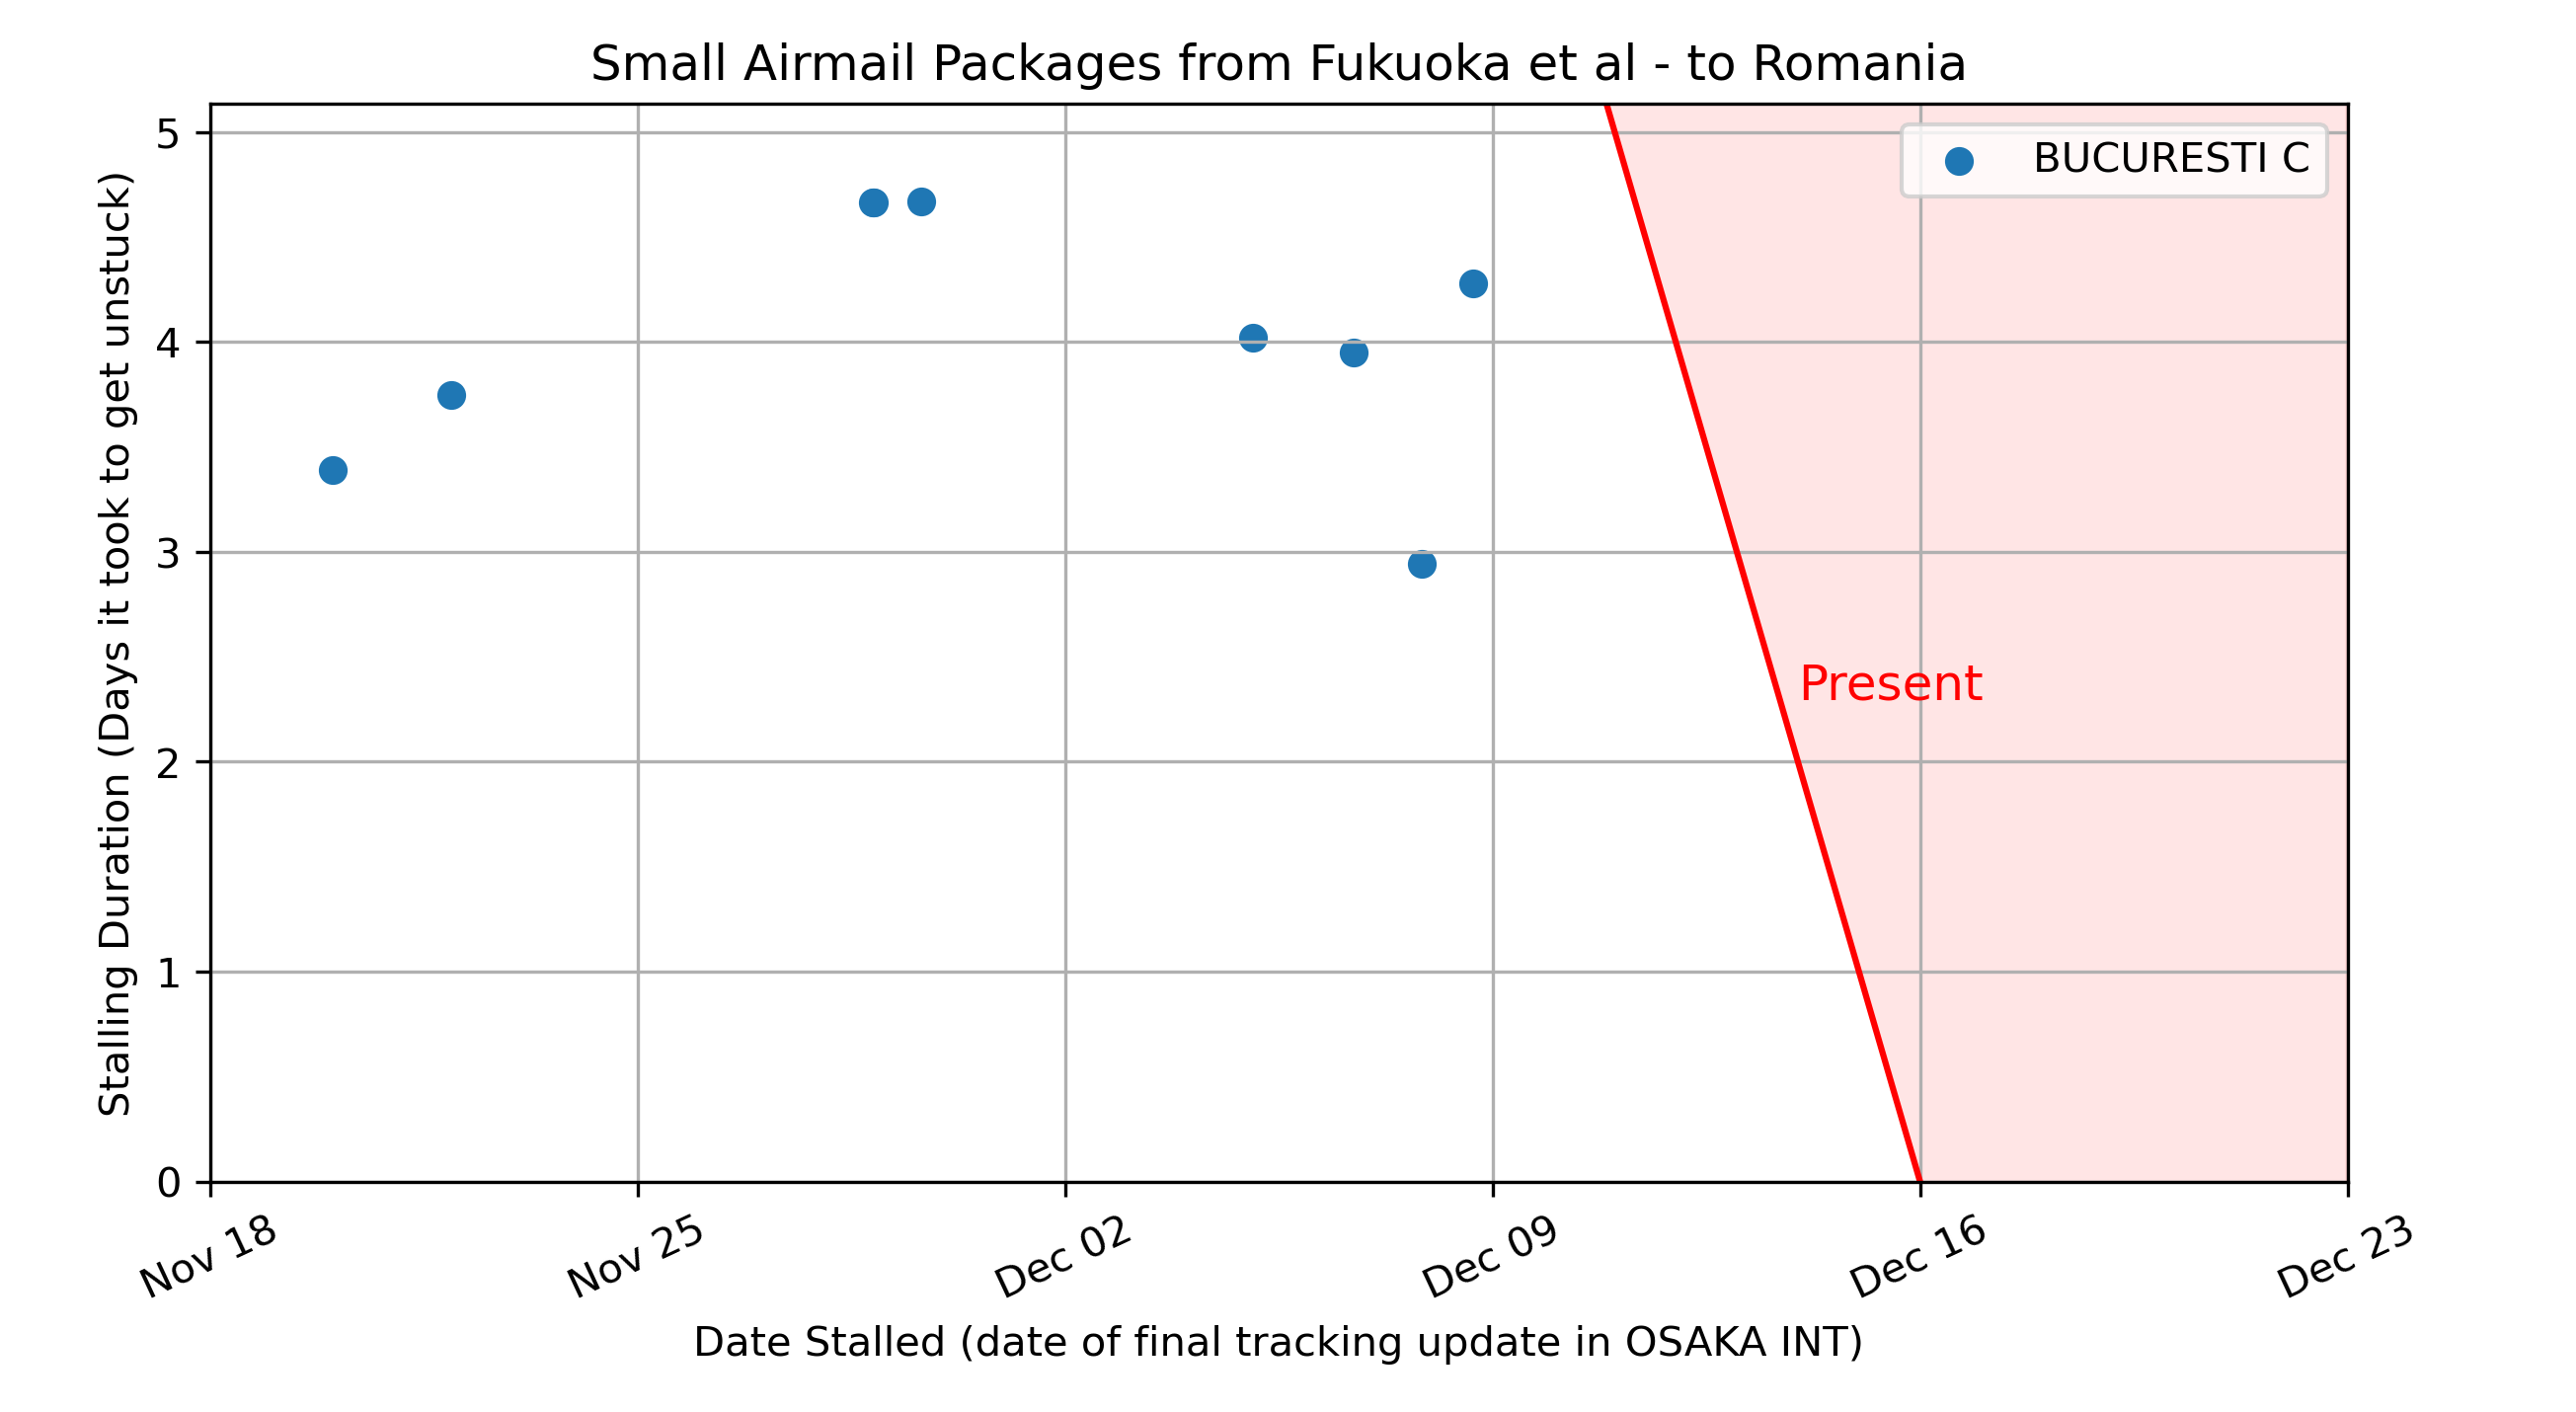 Small Airmail Packages from Fukuoka et al - to Romania
BUCURESTI C
Stalling Duration (Days it took to get unstuck)
5
4
3
2
1
0
Present
Nov 18
Nov 25
Dec 02
Dec 09
Dec 16
Dec 23
Date Stalled (date of final tracking update in OSAKA INT)